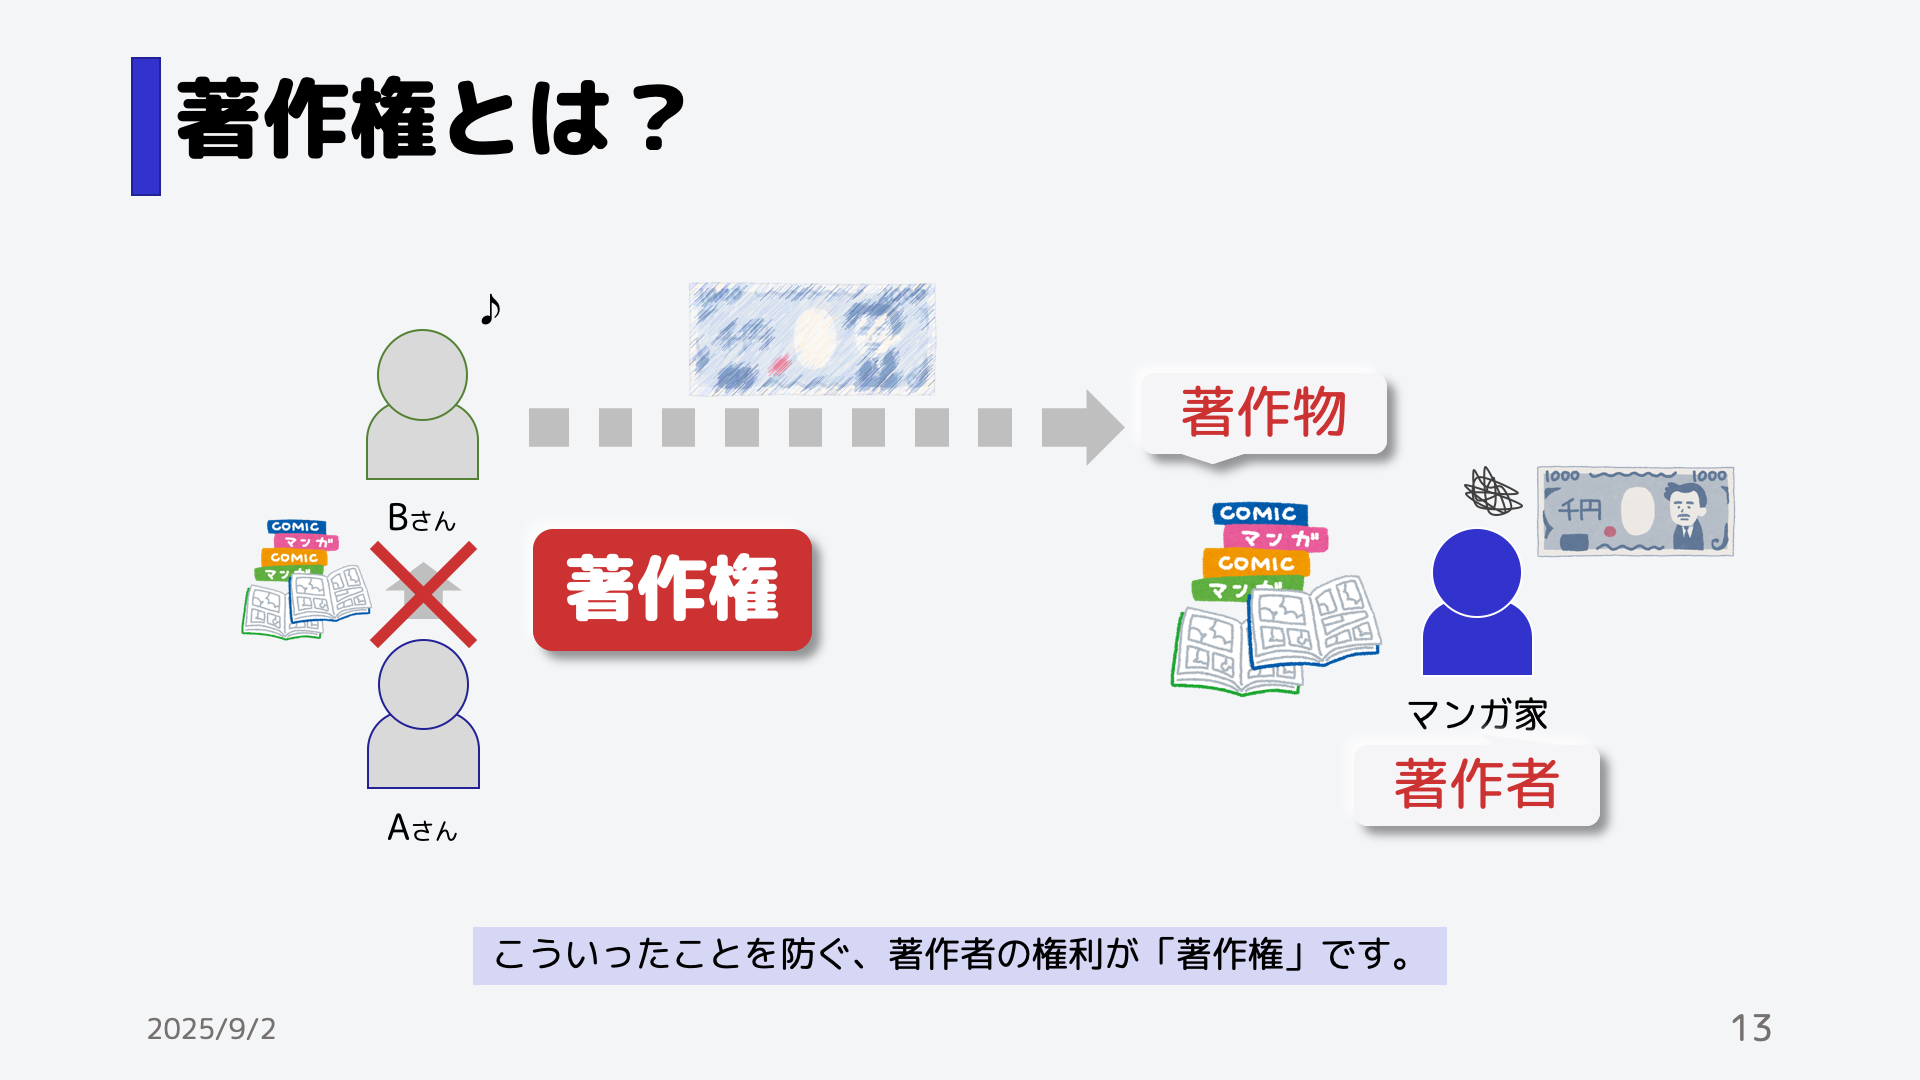 著作権とは？
♪
著作物
1000 1000
千円
Bさん
COMIC
マンガ
COMIC
マンガ
著作権
COMIC
マンガ
COMIC
マンガ
マンガ家
著作者
Aさん
こういったことを防ぐ、著作者の権利が「著作権」です。
2025/9/2
13